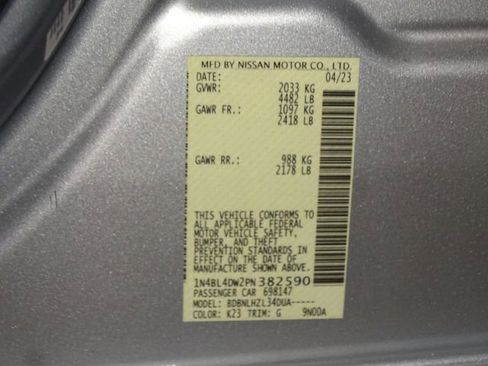 MFD BY NISSAN MOTOR CO., LTD.
DATE: 04/23
GVWR: 2033 KG
4482 LB
GAWR FR.: 1097 KG
2418 LB
GAWR RR.: 988 KG
2178 LB
THIS VEHICLE CONFORMS TO
ALL APPLICABLE FEDERAL
MOTOR VEHICLE SAFETY,
BUMPER, AND THEFT
PREVENTION STANDARDS IN
EFFECT ON THE DATE OF
MANUFACTURE SHOWN ABOVE.
1N4BL4DW2PN382590
PASSENGER CAR 698147
MODEL: BDBNLHZL34DUA-----
COLOR: K23 TRIM: G 9N00A